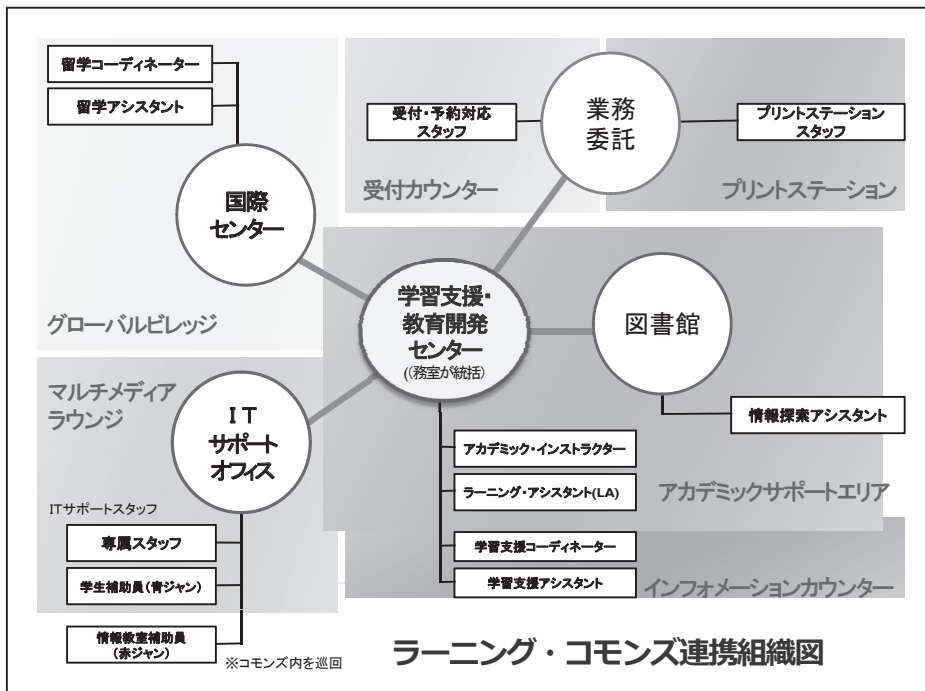 留学コーディネーター
留学アシスタント
国際
センター
グローバルビレッジ
受付・予約対応
スタッフ
業務
委託
プリントステーション
スタッフ
受付カウンター
プリントステーション
学習支援・
教育開発
センター
((務室が統括)
図書館
情報探索アシスタント
マルチメディア
ラウンジ
IT
サポート
オフィス
ITサポートスタッフ
専属スタッフ
学生補助員(青ジャン)
情報教室補助員
(赤ジャン)
※コモンズ内を巡回
アカデミック・インストラクター
ラーニング・アシスタント(LA)
アカデミックサポートエリア
学習支援コーディネーター
学習支援アシスタント
インフォメーションカウンター
ラーニング・コモンズ連携組織図